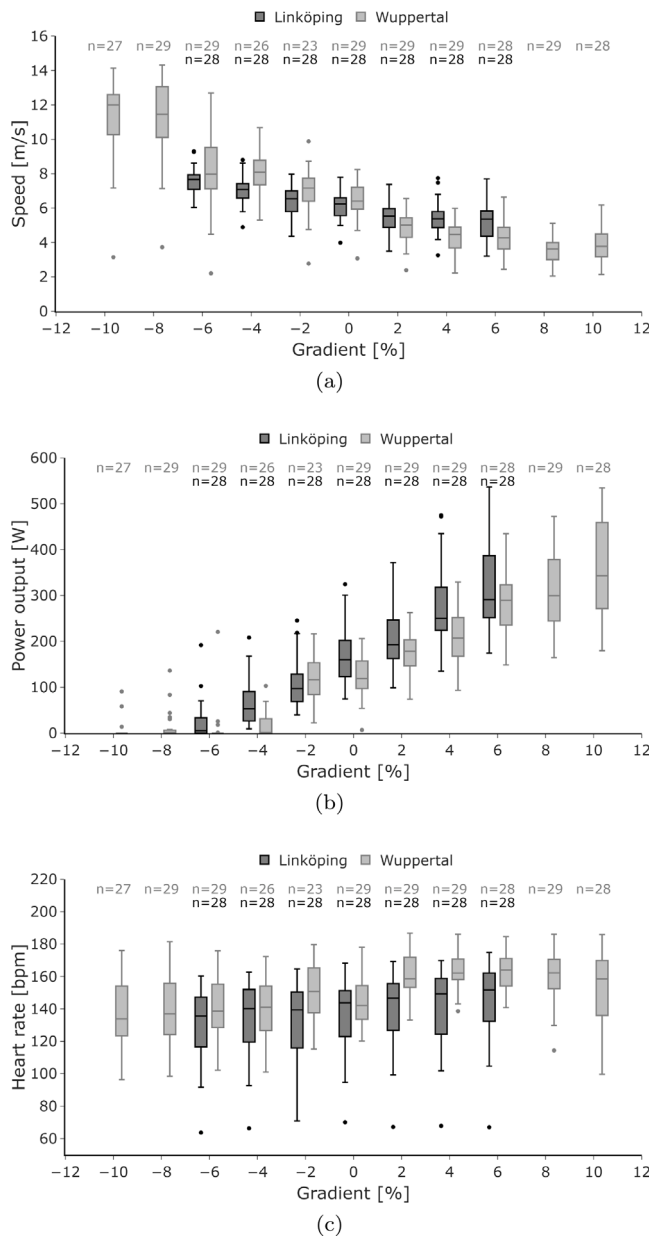 Linköping Wuppertal
n=27 n=29 n=29 n=26 n=23 n=29 n=29 n=29 n=28 n=29 n=28
n=28 n=28 n=28 n=28 n=28 n=28 n=28
16
14
12
10
8
6
4
2
0
Speed [m/s]
−12 −10 −8 −6 −4 −2 0 2 4 6 8 10 12
Gradient [%]
(a)
Linköping Wuppertal
n=27 n=29 n=29 n=26 n=23 n=29 n=29 n=29 n=28 n=29 n=28
n=28 n=28 n=28 n=28 n=28 n=28 n=28
600
500
400
300
200
100
0
Power output [W]
−12 −10 −8 −6 −4 −2 0 2 4 6 8 10 12
Gradient [%]
(b)
Linköping Wuppertal
n=27 n=29 n=29 n=26 n=23 n=29 n=29 n=29 n=28 n=29 n=28
n=28 n=28 n=28 n=28 n=28 n=28 n=28
220
200
180
160
140
120
100
80
60
Heart rate [bpm]
−12 −10 −8 −6 −4 −2 0 2 4 6 8 10 12
Gradient [%]
(c)